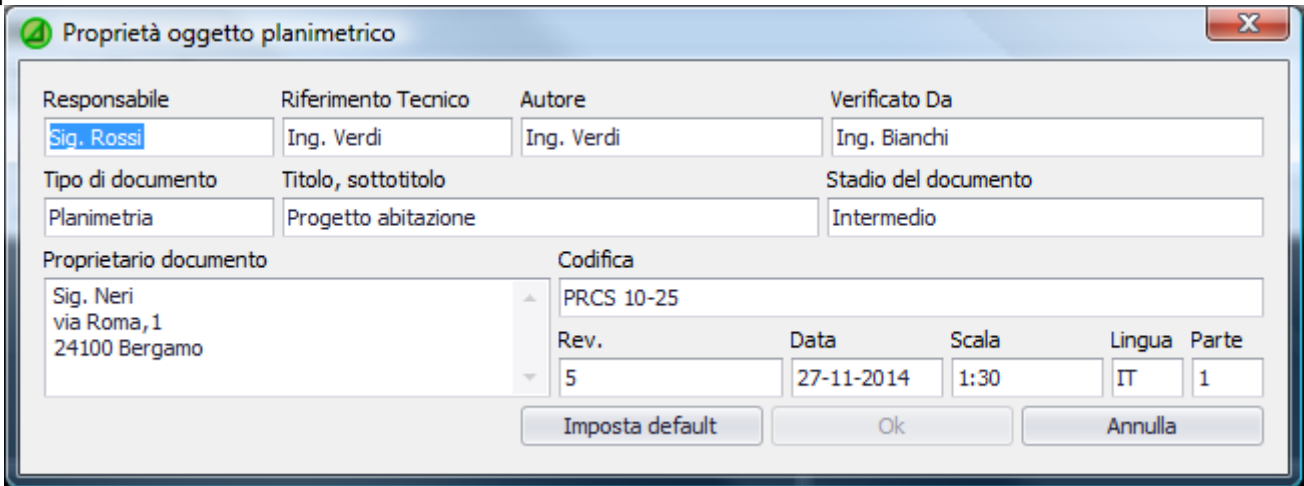 Proprietà oggetto planimetrico
Responsabile Riferimento Tecnico Autore Verificato Da
Sig. Rossi Ing. Verdi Ing. Verdi Ing. Bianchi
Tipo di documento Titolo, sottotitolo Stadio del documento
Planimetria Progetto abitazione Intermedio
Proprietario documento
Sig. Neri
via Roma,1
24100 Bergamo
Codifica
PRCS 10-25
Rev. Data Scala Lingua Parte
5 27-11-2014 1:30 IT 1
Imposta default Ok Annulla